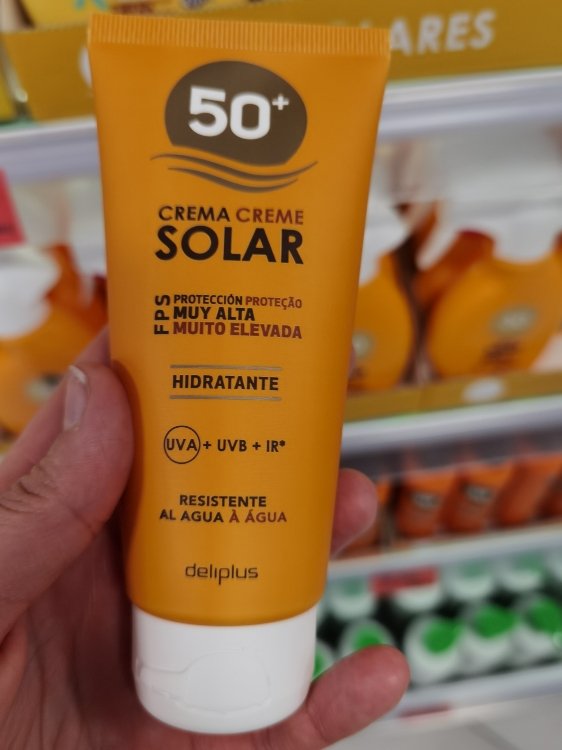 ARES
50+
CREMA CREME
SOLAR
FPS
PROTECCIÓN PROTEÇÃO
MUY ALTA
MUITO ELEVADA
HIDRATANTE
UVA + UVB + IR*
RESISTENTE
AL AGUA À ÁGUA
deliplus